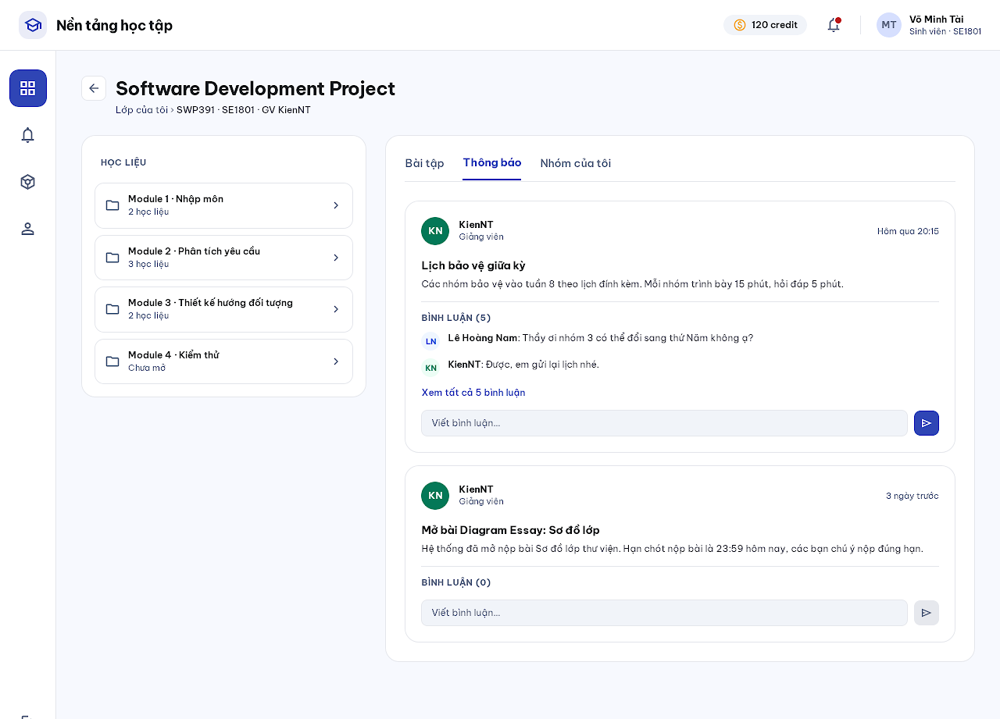 Nền tảng học tập
120 credit
MT
Võ Minh Tài
Sinh viên · SE1801
Software Development Project
Lớp của tôi › SWP391 · SE1801 · GV KienNT
HỌC LIỆU
Module 1 · Nhập môn
2 học liệu
Module 2 · Phân tích yêu cầu
3 học liệu
Module 3 · Thiết kế hướng đối tượng
2 học liệu
Module 4 · Kiểm thử
Chưa mở
Bài tập
Thông báo
Nhóm của tôi
KN
KienNT
Giảng viên
Hôm qua 20:15
Lịch bảo vệ giữa kỳ
Các nhóm bảo vệ vào tuần 8 theo lịch đính kèm. Mỗi nhóm trình bày 15 phút, hỏi đáp 5 phút.
BÌNH LUẬN (5)
LN
Lê Hoàng Nam: Thầy ơi nhóm 3 có thể đổi sang thứ Năm không ạ?
KN
KienNT: Được, em gửi lại lịch nhé.
Xem tất cả 5 bình luận
Viết bình luận...
KN
KienNT
Giảng viên
3 ngày trước
Mở bài Diagram Essay: Sơ đồ lớp
Hệ thống đã mở nộp bài Sơ đồ lớp thư viện. Hạn chót nộp bài là 23:59 hôm nay, các bạn chú ý nộp đúng hạn.
BÌNH LUẬN (0)
Viết bình luận...